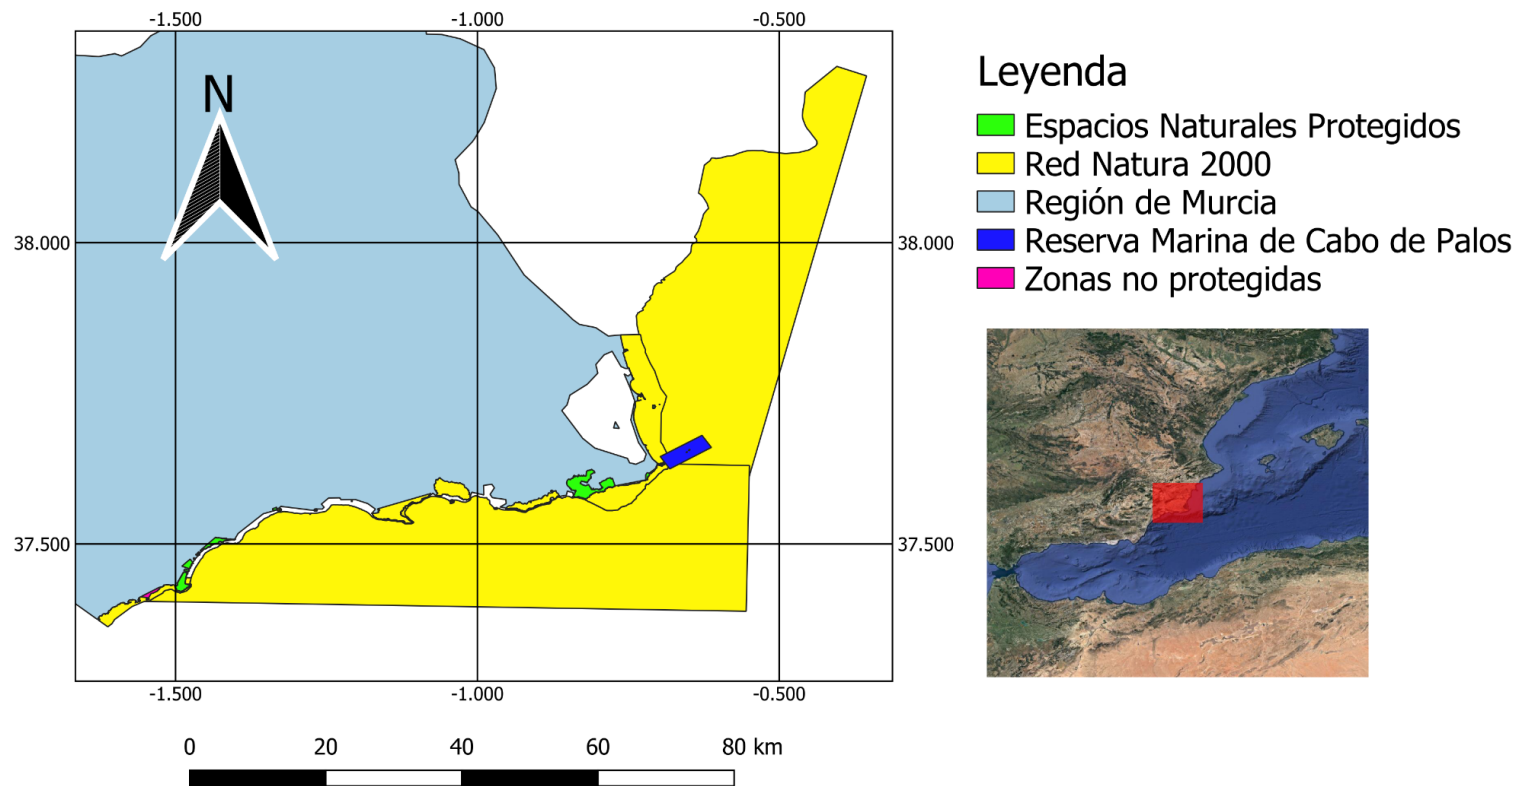 -1.500 -1.000 -0.500
N
38.000 38.000
37.500 37.500
-1.500 -1.000 -0.500
0 20 40 60 80 km
Leyenda
Espacios Naturales Protegidos
Red Natura 2000
Región de Murcia
Reserva Marina de Cabo de Palos
Zonas no protegidas